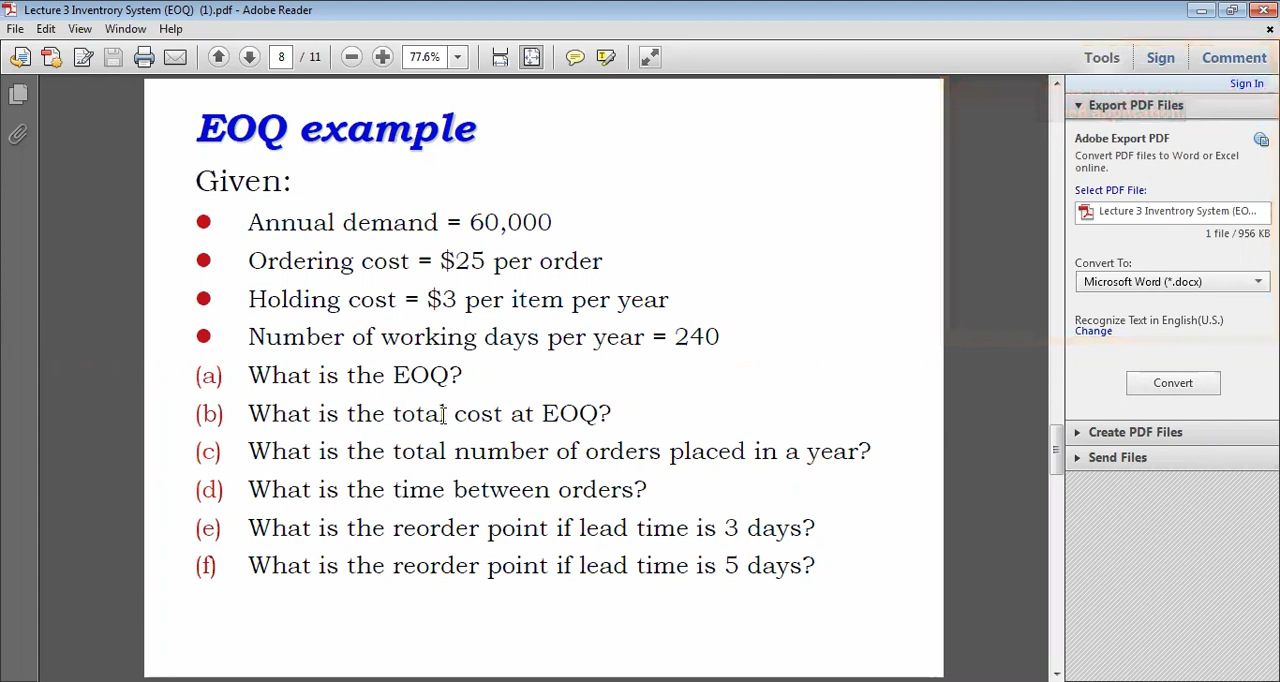 Lecture 3 Inventrory System (EOQ) (1).pdf - Adobe Reader
File Edit View Window Help
8 / 11 77.6% Tools Sign Comment
Sign In
EOQ example
Given:
Annual demand = 60,000
Ordering cost = $25 per order
Holding cost = $3 per item per year
Number of working days per year = 240
(a) What is the EOQ?
(b) What is the total cost at EOQ?
(c) What is the total number of orders placed in a year?
(d) What is the time between orders?
(e) What is the reorder point if lead time is 3 days?
(f) What is the reorder point if lead time is 5 days?
Export PDF Files
Adobe Export PDF
Convert PDF files to Word or Excel
online.
Select PDF File:
Lecture 3 Inventrory System (EO...
1 file / 956 KB
Convert To:
Microsoft Word (*.docx)
Recognize Text in English(U.S.)
Change
Convert
Create PDF Files
Send Files